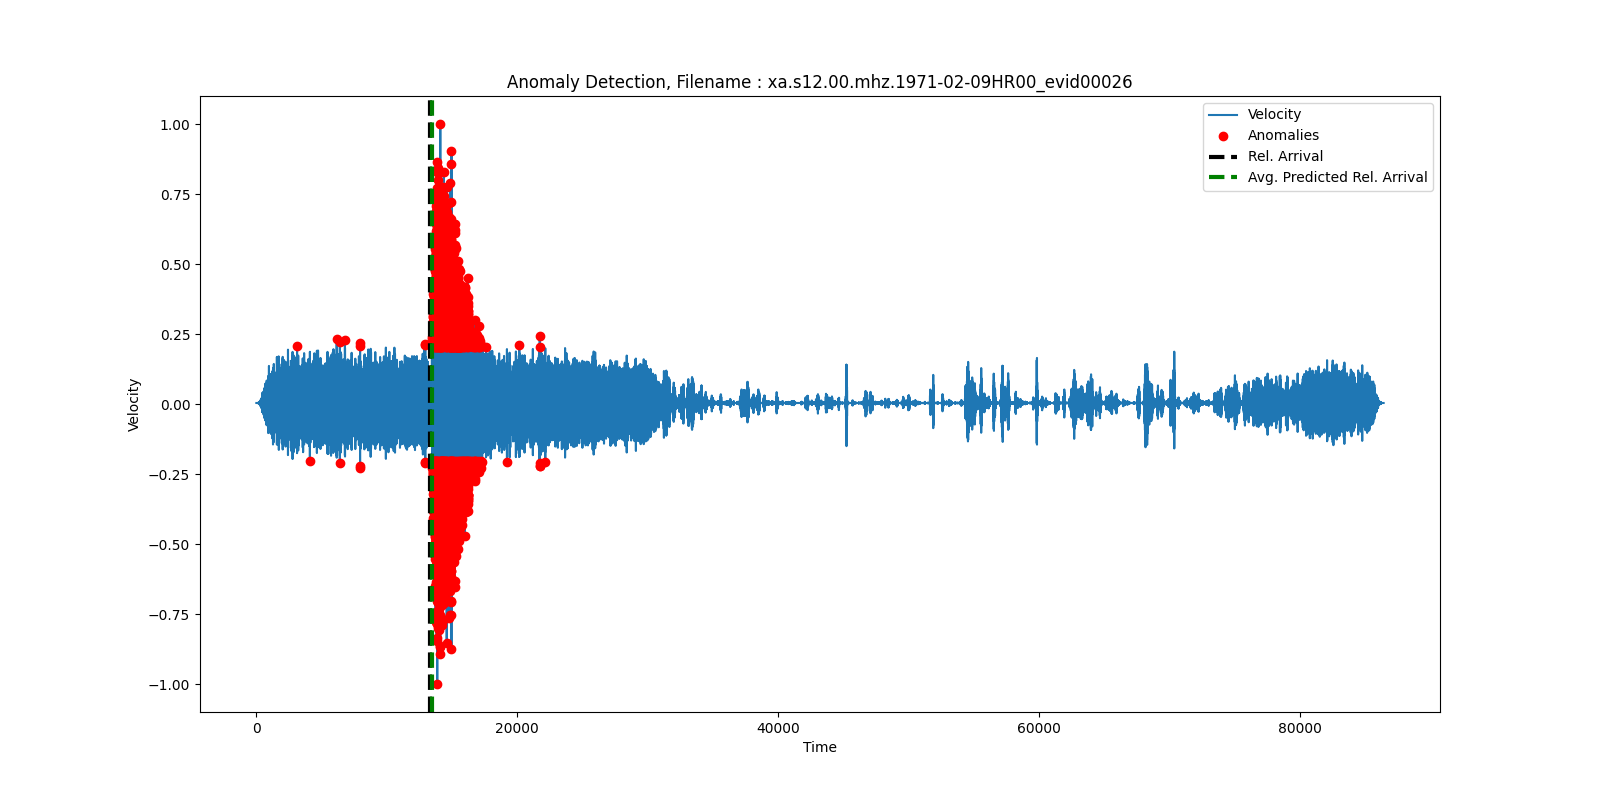 Anomaly Detection, Filename : xa.s12.00.mhz.1971-02-09HR00_evid00026
Velocity
Anomalies
Rel. Arrival
Avg. Predicted Rel. Arrival
1.00
0.75
0.50
0.25
0.00
−0.25
−0.50
−0.75
−1.00
Velocity
0
20000
40000
60000
80000
Time